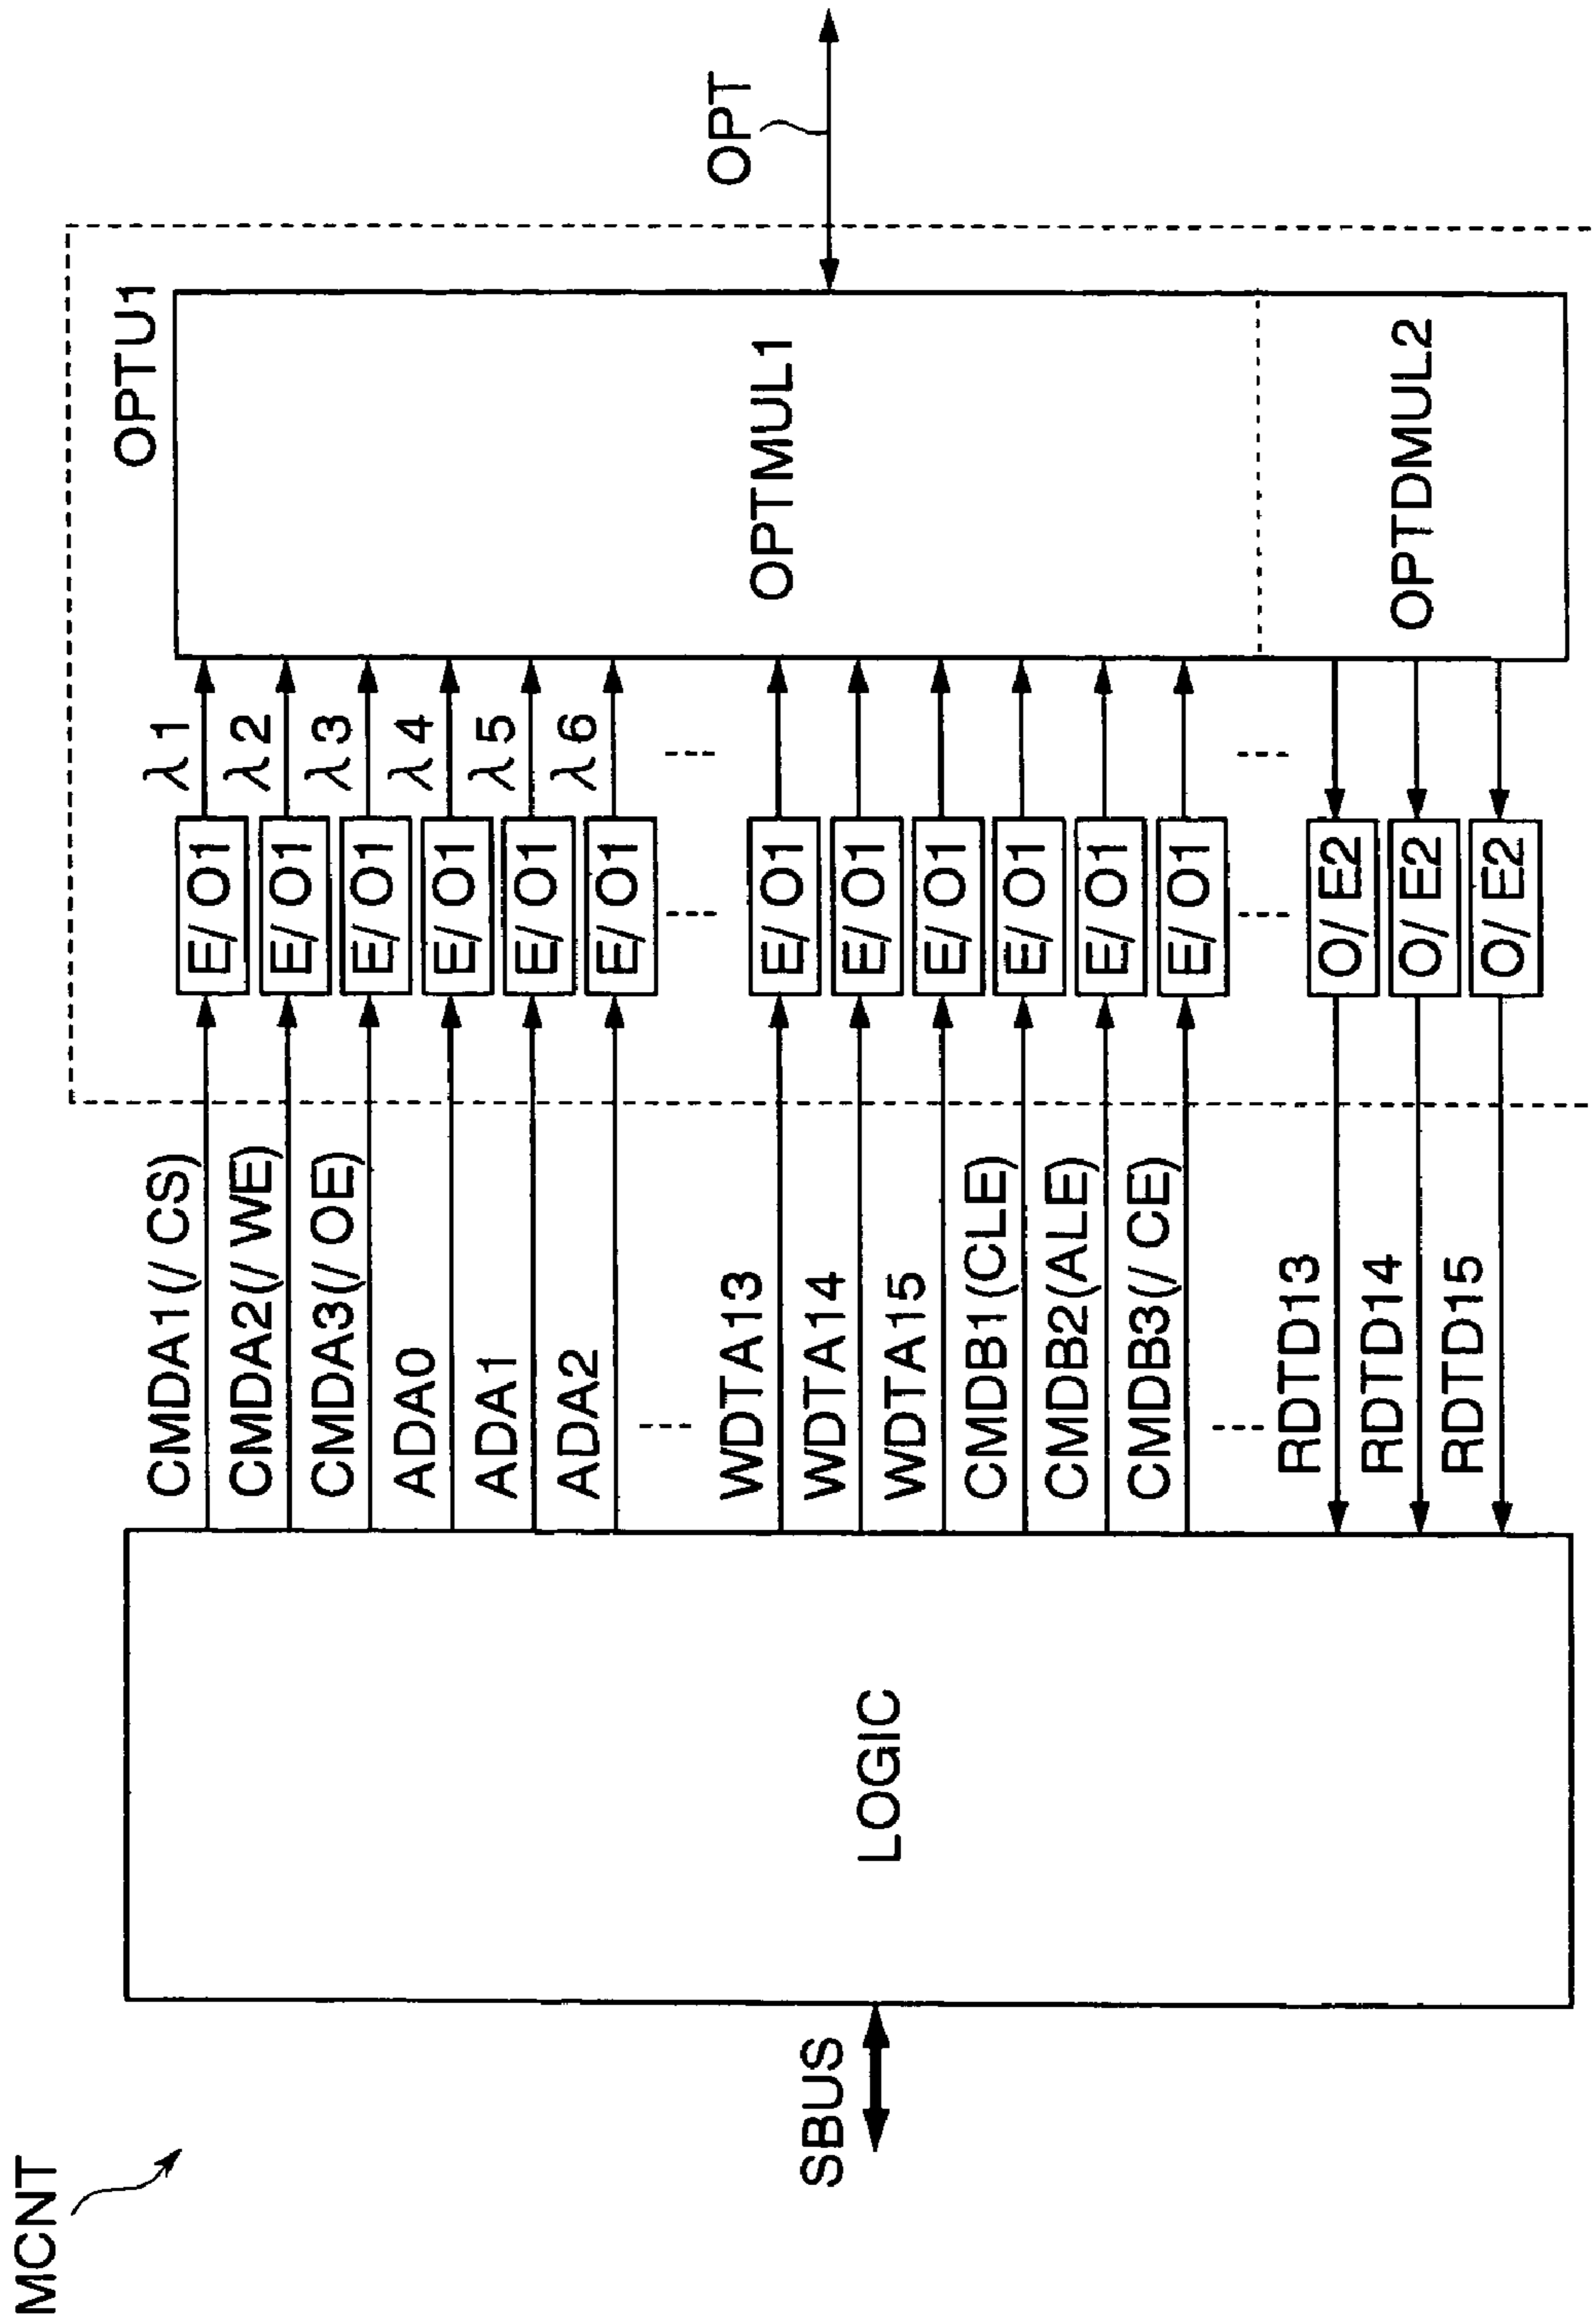 MCNT
SBUS
LOGIC
CMDA1(/CS)
CMDA2(/WE)
CMDA3(/OE)
ADA0
ADA1
ADA2
WDTA13
WDTA14
WDTA15
CMDB1(CLE)
CMDB2(ALE)
CMDB3(/CE)
RDTD13
RDTD14
RDTD15
E/O1
E/O1
E/O1
E/O1
E/O1
E/O1
E/O1
E/O1
E/O1
E/O1
E/O1
E/O1
O/E2
O/E2
O/E2
λ1
λ2
λ3
λ4
λ5
λ6
OPTU1
OPTMUL1
OPTDMUL2
OPT